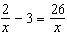 2/x − 3 = 26/x